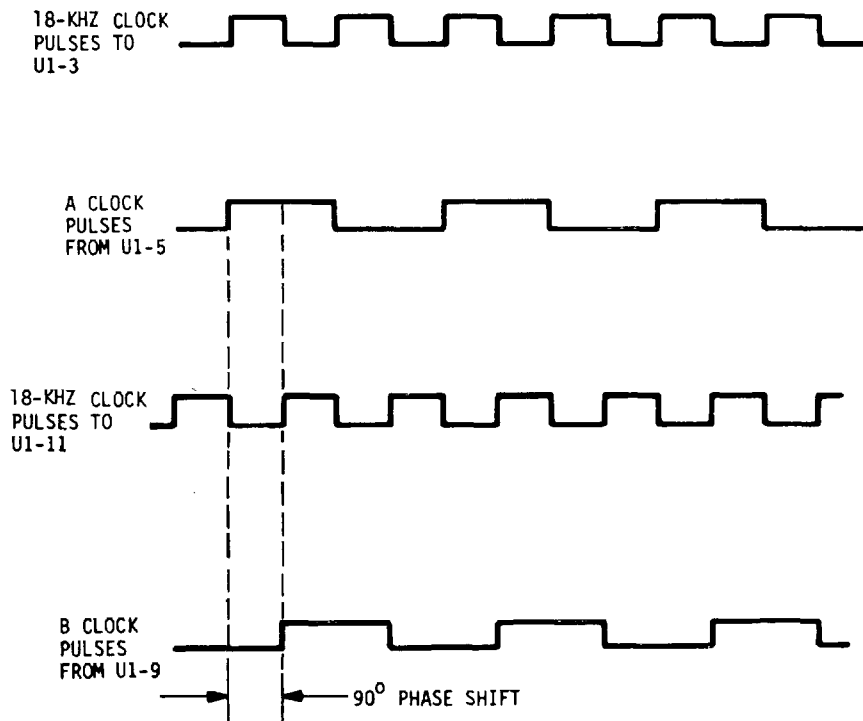 18-KHZ CLOCK
PULSES TO
U1-3
A CLOCK
PULSES
FROM U1-5
18-KHZ CLOCK
PULSES TO
U1-11
B CLOCK
PULSES
FROM U1-9
90° PHASE SHIFT